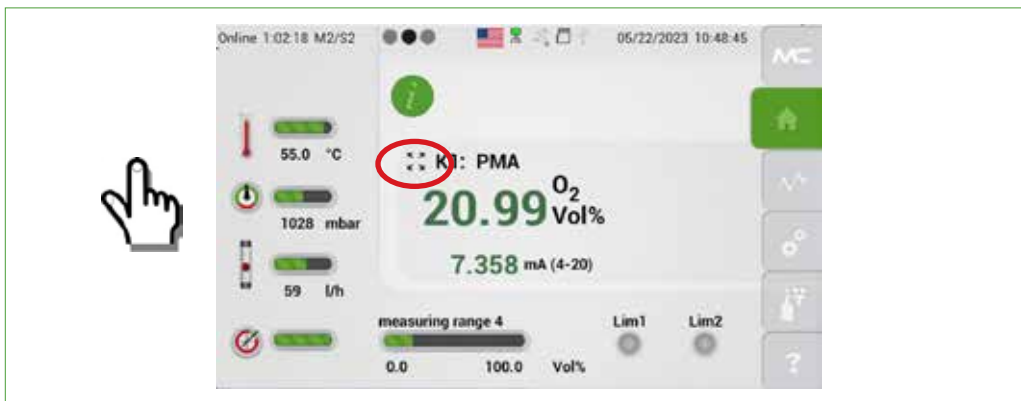 Online 1:02:18 M2/S2
05/22/2023 10:48:45
MC
i
55.0 °C
K1: PMA
20.99 O2 Vol%
1028 mbar
7.358 mA (4-20)
59 l/h
measuring range 4
Lim1 Lim2
0.0 100.0 Vol%
?